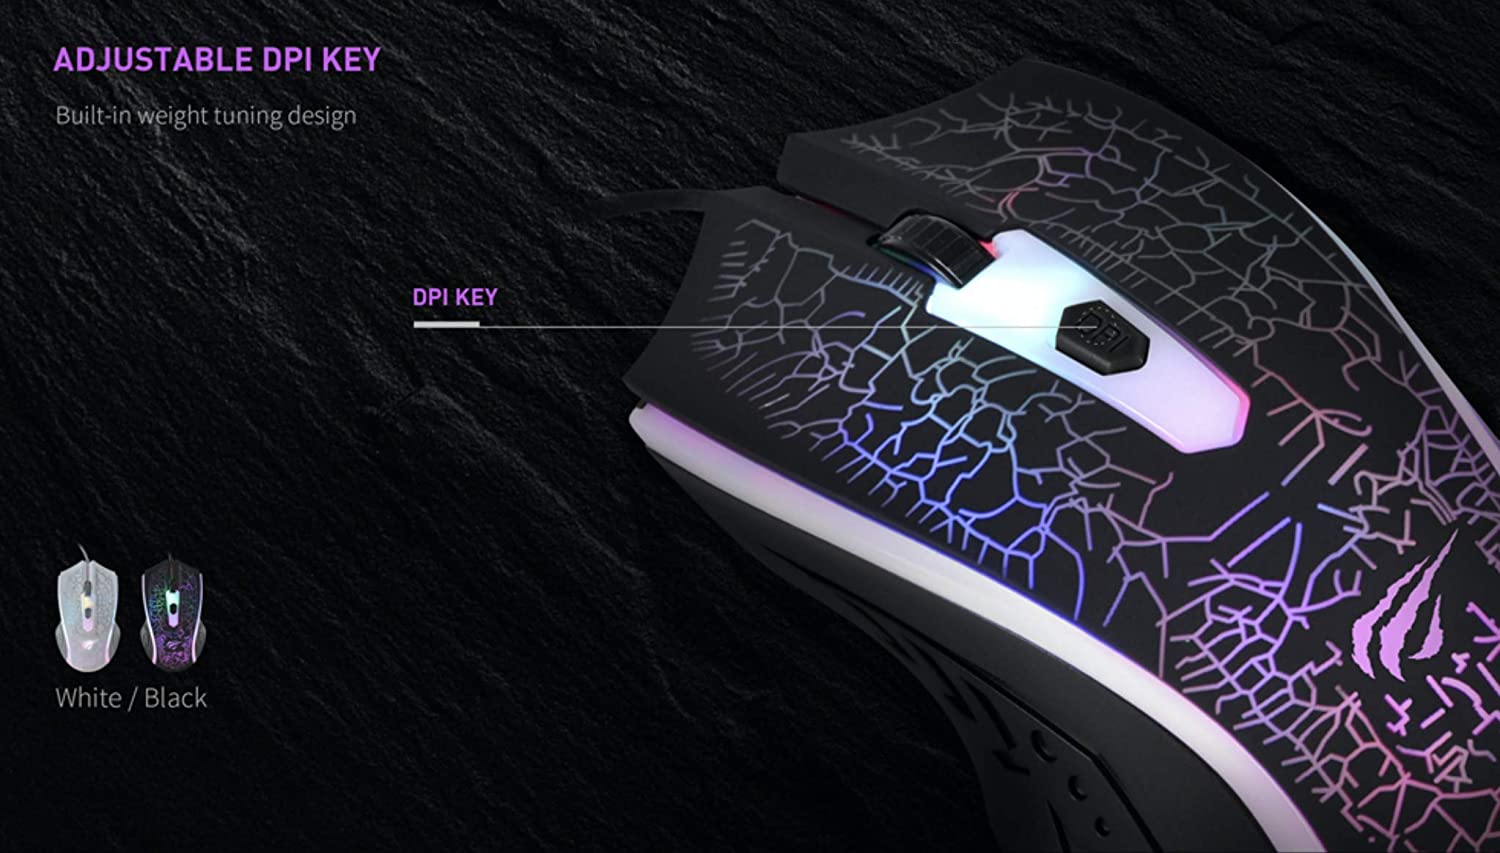 ADJUSTABLE DPI KEY
Built-in weight tuning design
DPI KEY
DPI
White / Black